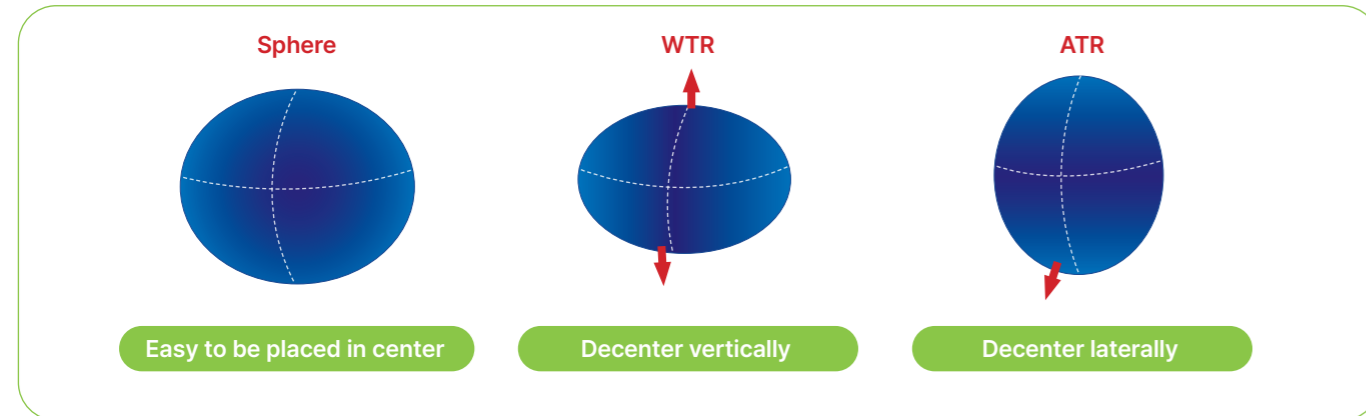 Sphere
WTR
ATR
Easy to be placed in center
Decenter vertically
Decenter laterally